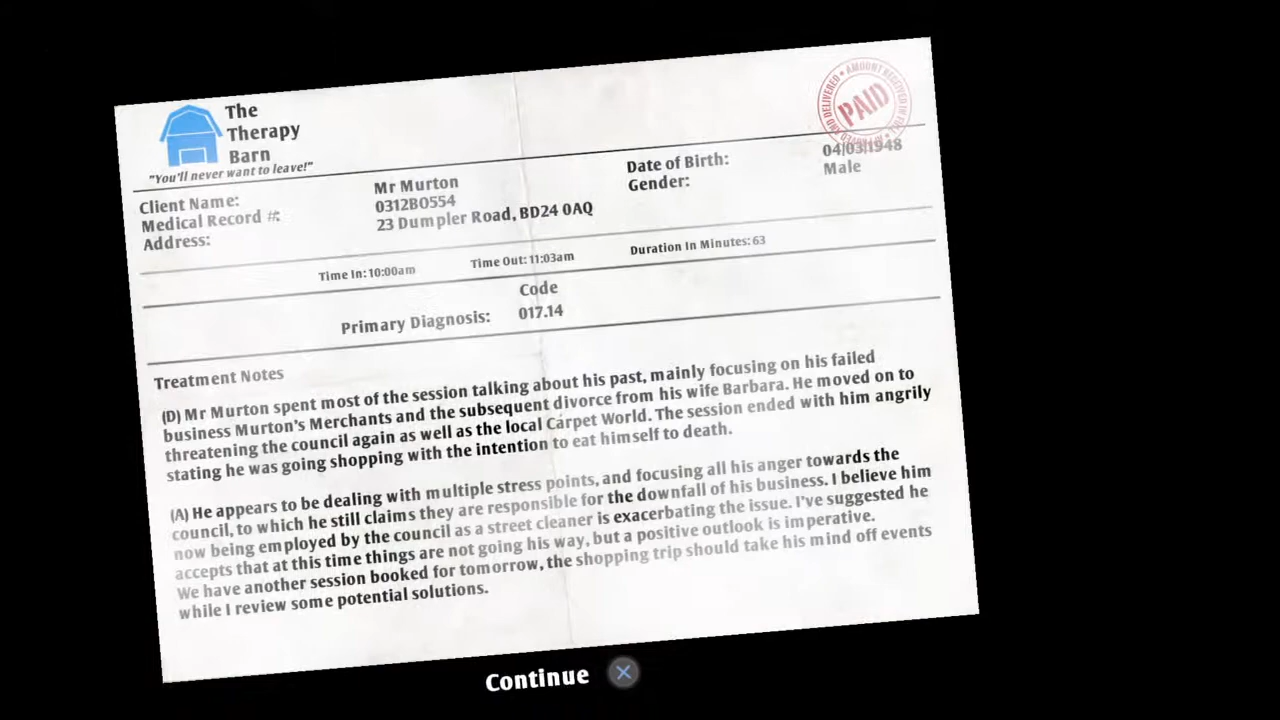 The
Therapy
Barn
"You'll never want to leave!"
AMOUNT RECEIVED
AND DELIVERED
PAID
Client Name: Mr Murton Date of Birth: 04/03/1948
Medical Record #: 0312BO554 Gender: Male
Address: 23 Dumpler Road, BD24 0AQ
Time In: 10:00am Time Out: 11:03am Duration In Minutes: 63
Code
Primary Diagnosis: 017.14
Treatment Notes
(D) Mr Murton spent most of the session talking about his past, mainly focusing on his failed
business Murton's Merchants and the subsequent divorce from his wife Barbara. He moved on to
threatening the council again as well as the local Carpet World. The session ended with him angrily
stating he was going shopping with the intention to eat himself to death.
(A) He appears to be dealing with multiple stress points, and focusing all his anger towards the
council, to which he still claims they are responsible for the downfall of his business. I believe him
now being employed by the council as a street cleaner is exacerbating the issue. I've suggested he
accepts that at this time things are not going his way, but a positive outlook is imperative.
We have another session booked for tomorrow, the shopping trip should take his mind off events
while I review some potential solutions.
Continue